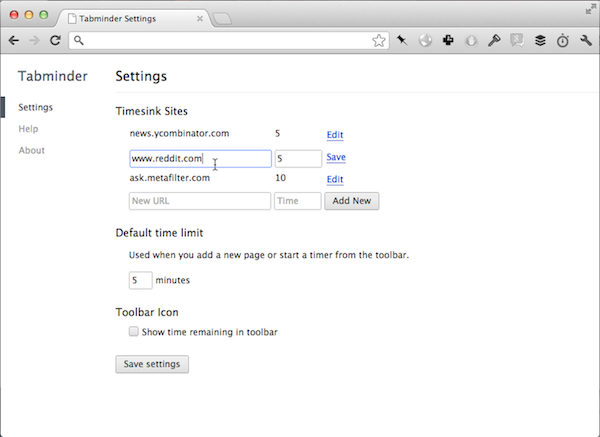 Tabminder Settings
Tabminder
Settings
Settings
Help
About
Timesink Sites
news.ycombinator.com 5 Edit
www.reddit.com 5 Save
ask.metafilter.com 10 Edit
New URL Time Add New
Default time limit
Used when you add a new page or start a timer from the toolbar.
5 minutes
Toolbar Icon
Show time remaining in toolbar
Save settings